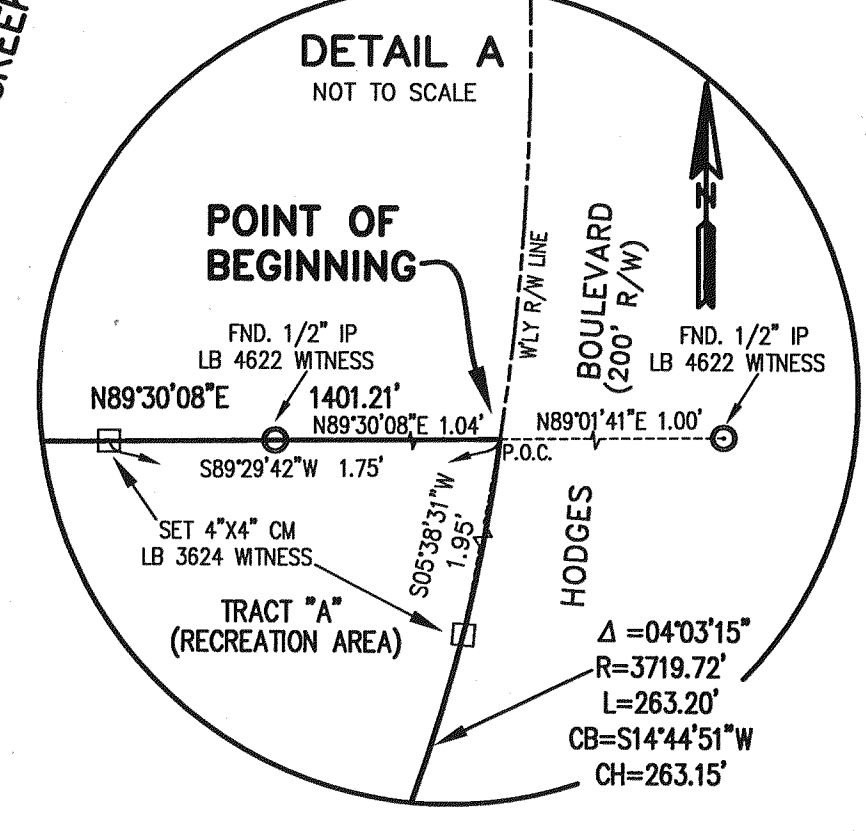 DETAIL A
NOT TO SCALE
POINT OF
BEGINNING
W'LY R/W LINE
BOULEVARD
(200' R/W)
N
FND. 1/2" IP
LB 4622 WITNESS
FND. 1/2" IP
LB 4622 WITNESS
N89°30'08"E 1401.21'
N89°30'08"E 1.04'
N89°01'41"E 1.00'
P.O.C.
S89°29'42"W 1.75'
S05°38'31"W
1.95'
HODGES
SET 4"X4" CM
LB 3624 WITNESS
TRACT "A"
(RECREATION AREA)
Δ =04°03'15"
R=3719.72'
L=263.20'
CB=S14°44'51"W
CH=263.15'